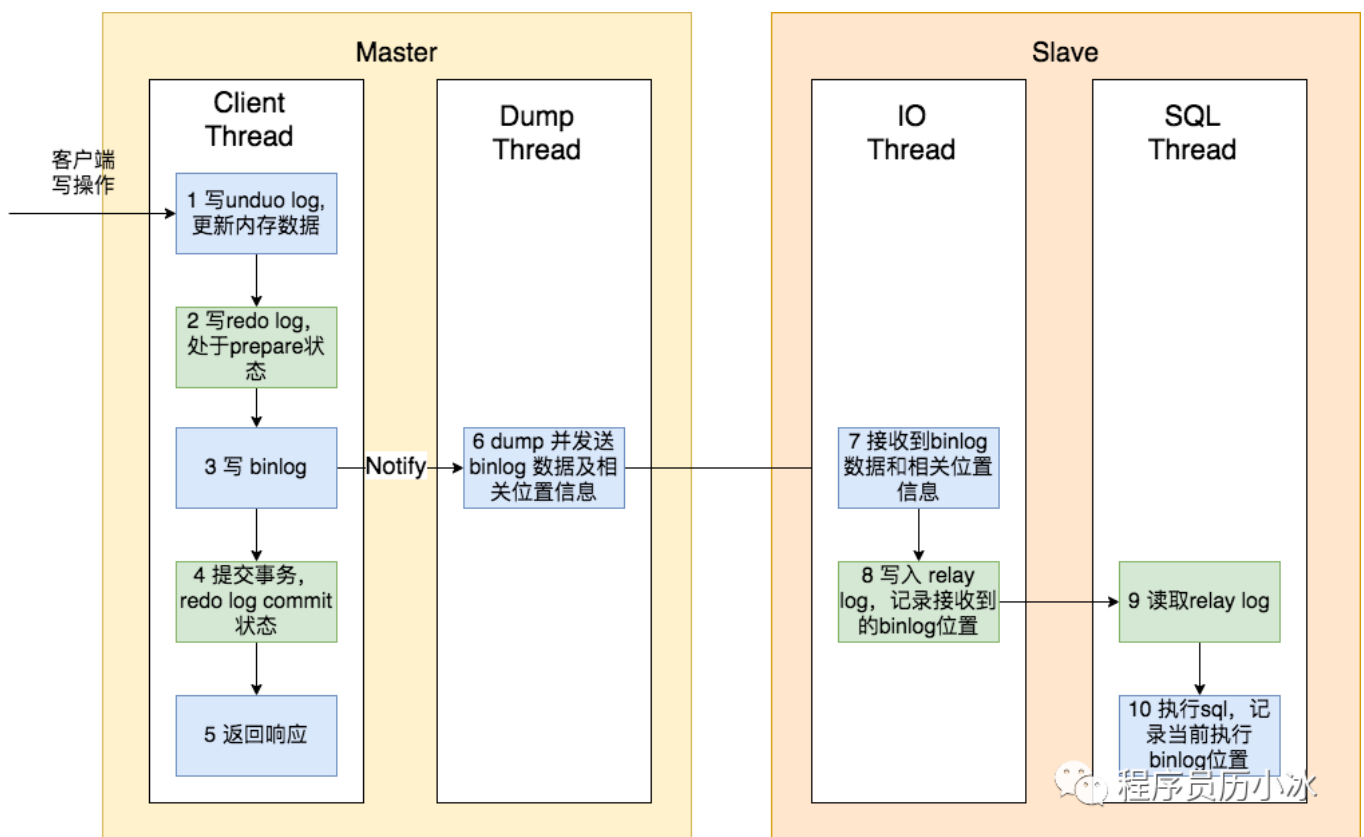 Master
Slave
Client
Thread
Dump
Thread
IO
Thread
SQL
Thread
客户端
写操作
1 写unduo log,
更新内存数据
2 写redo log，
处于prepare状
态
3 写 binlog
Notify
6 dump 并发送
binlog 数据及相
关位置信息
7 接收到binlog
数据和相关位置
信息
4 提交事务，
redo log commit
状态
8 写入 relay
log，记录接收到
的binlog位置
9 读取relay log
5 返回响应
10 执行sql，记
录当前执行
binlog位置
程序员历小冰